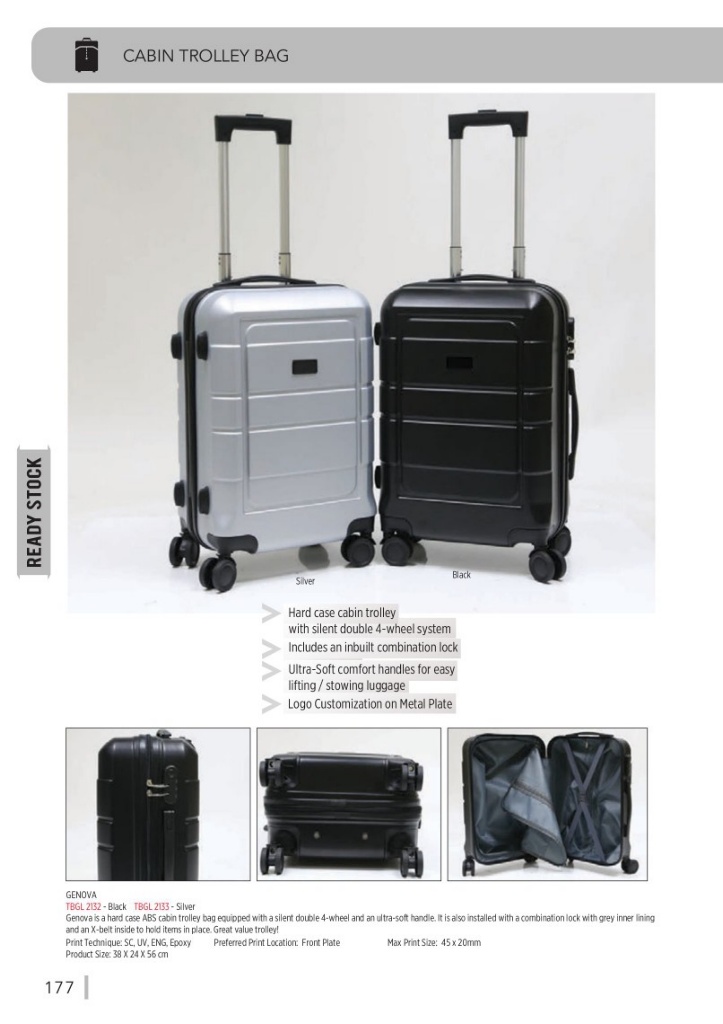 CABIN TROLLEY BAG
READY STOCK
Silver
Black
Hard case cabin trolley
with silent double 4-wheel system
Includes an inbuilt combination lock
Ultra-Soft comfort handles for easy
lifting / stowing luggage
Logo Customization on Metal Plate
GENOVA
TBGL 2132 - Black TBGL 2133 - Silver
Genova is a hard case ABS cabin trolley bag equipped with a silent double 4-wheel and an ultra-soft handle. It is also installed with a combination lock with grey inner lining
and an X-belt inside to hold items in place. Great value trolley!
Print Technique: SC, UV, ENG, Epoxy Preferred Print Location: Front Plate Max Print Size: 45 x 20mm
Product Size: 38 X 24 X 56 cm
177